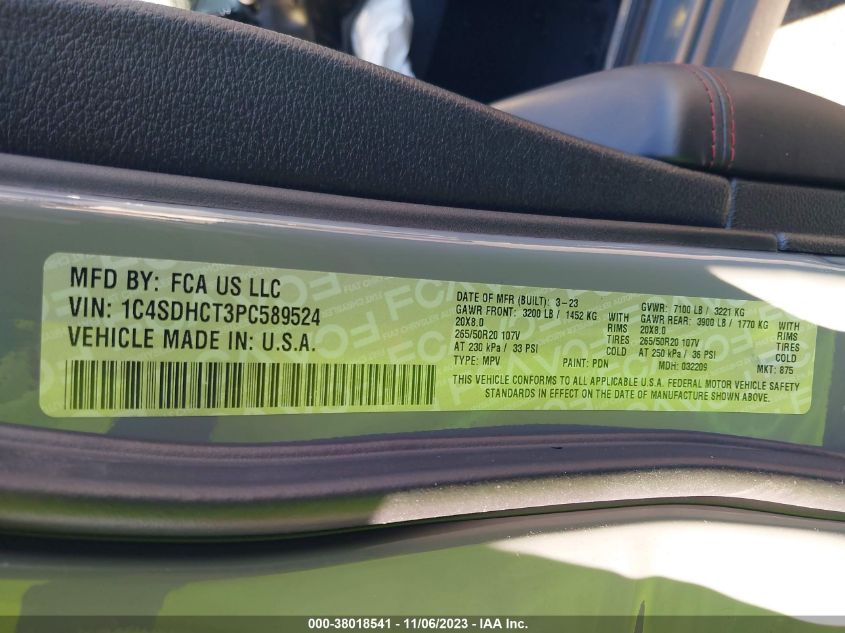 MFD BY: FCA US LLC
VIN: 1C4SDHCT3PC589524
VEHICLE MADE IN: U.S.A.
DATE OF MFR (BUILT): 3-23 GVWR: 7100 LB / 3221 KG
GAWR FRONT: 3200 LB / 1452 KG WITH GAWR REAR: 3900 LB / 1770 KG WITH
20X8.0 RIMS 20X8.0 RIMS
265/50R20 107V TIRES 265/50R20 107V TIRES
AT 230 kPa / 33 PSI COLD AT 250 kPa / 36 PSI COLD
TYPE: MPV PAINT: PDN MDH: 032209 MKT: 875
THIS VEHICLE CONFORMS TO ALL APPLICABLE U.S.A. FEDERAL MOTOR VEHICLE SAFETY
STANDARDS IN EFFECT ON THE DATE OF MANUFACTURE SHOWN ABOVE.
000-38018541 - 11/06/2023 - IAA Inc.